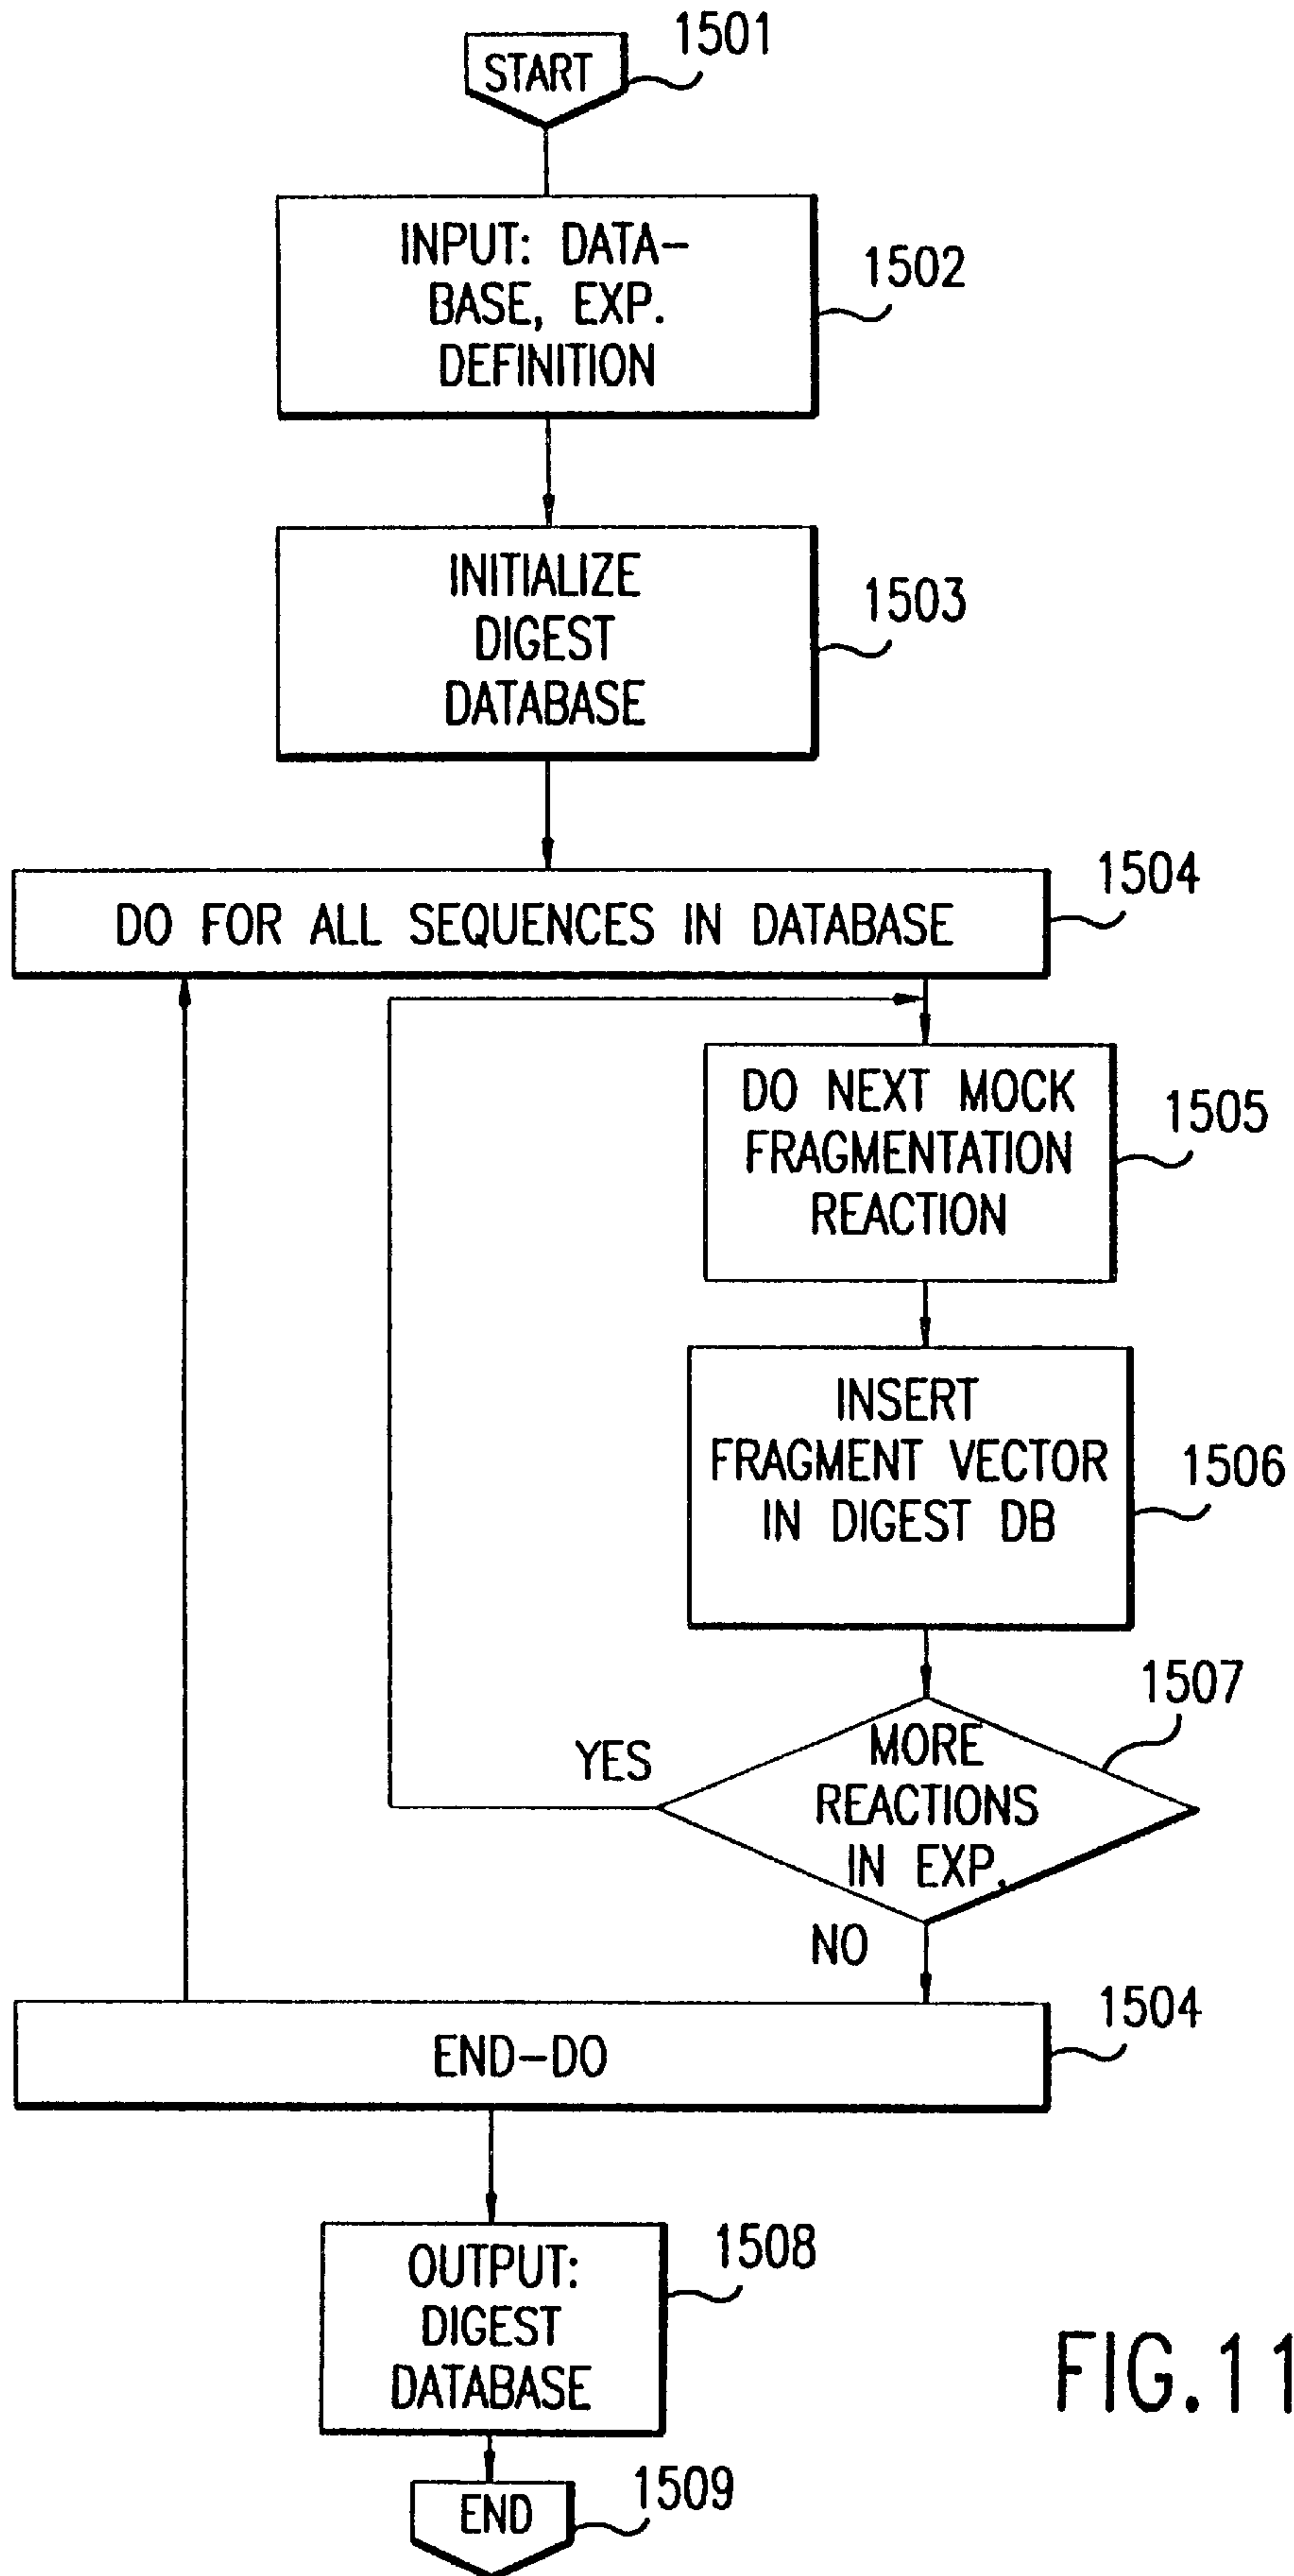 START
1501
INPUT: DATA-
BASE, EXP.
DEFINITION
1502
INITIALIZE
DIGEST
DATABASE
1503
DO FOR ALL SEQUENCES IN DATABASE
1504
DO NEXT MOCK
FRAGMENTATION
REACTION
1505
INSERT
FRAGMENT VECTOR
IN DIGEST DB
1506
MORE
REACTIONS
IN EXP.
1507
YES
NO
END-DO
1504
OUTPUT:
DIGEST
DATABASE
1508
END
1509
FIG.11